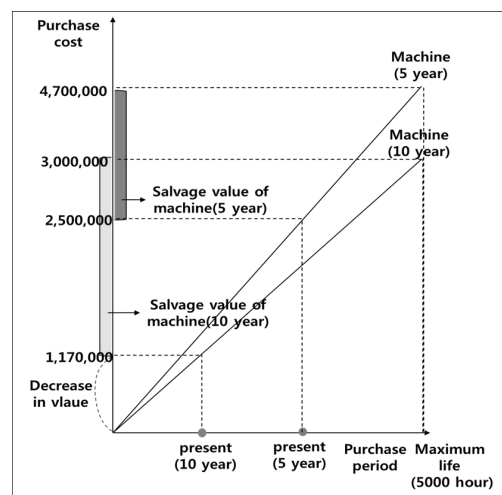 Purchase
cost
Machine
(5 year)
4,700,000
Machine
(10 year)
3,000,000
Salvage value of
machine(5 year)
2,500,000
Salvage value of
machine(10 year)
1,170,000
Decrease
in vlaue
present
(10 year)
present
(5 year)
Purchase
period
Maximum
life
(5000 hour)